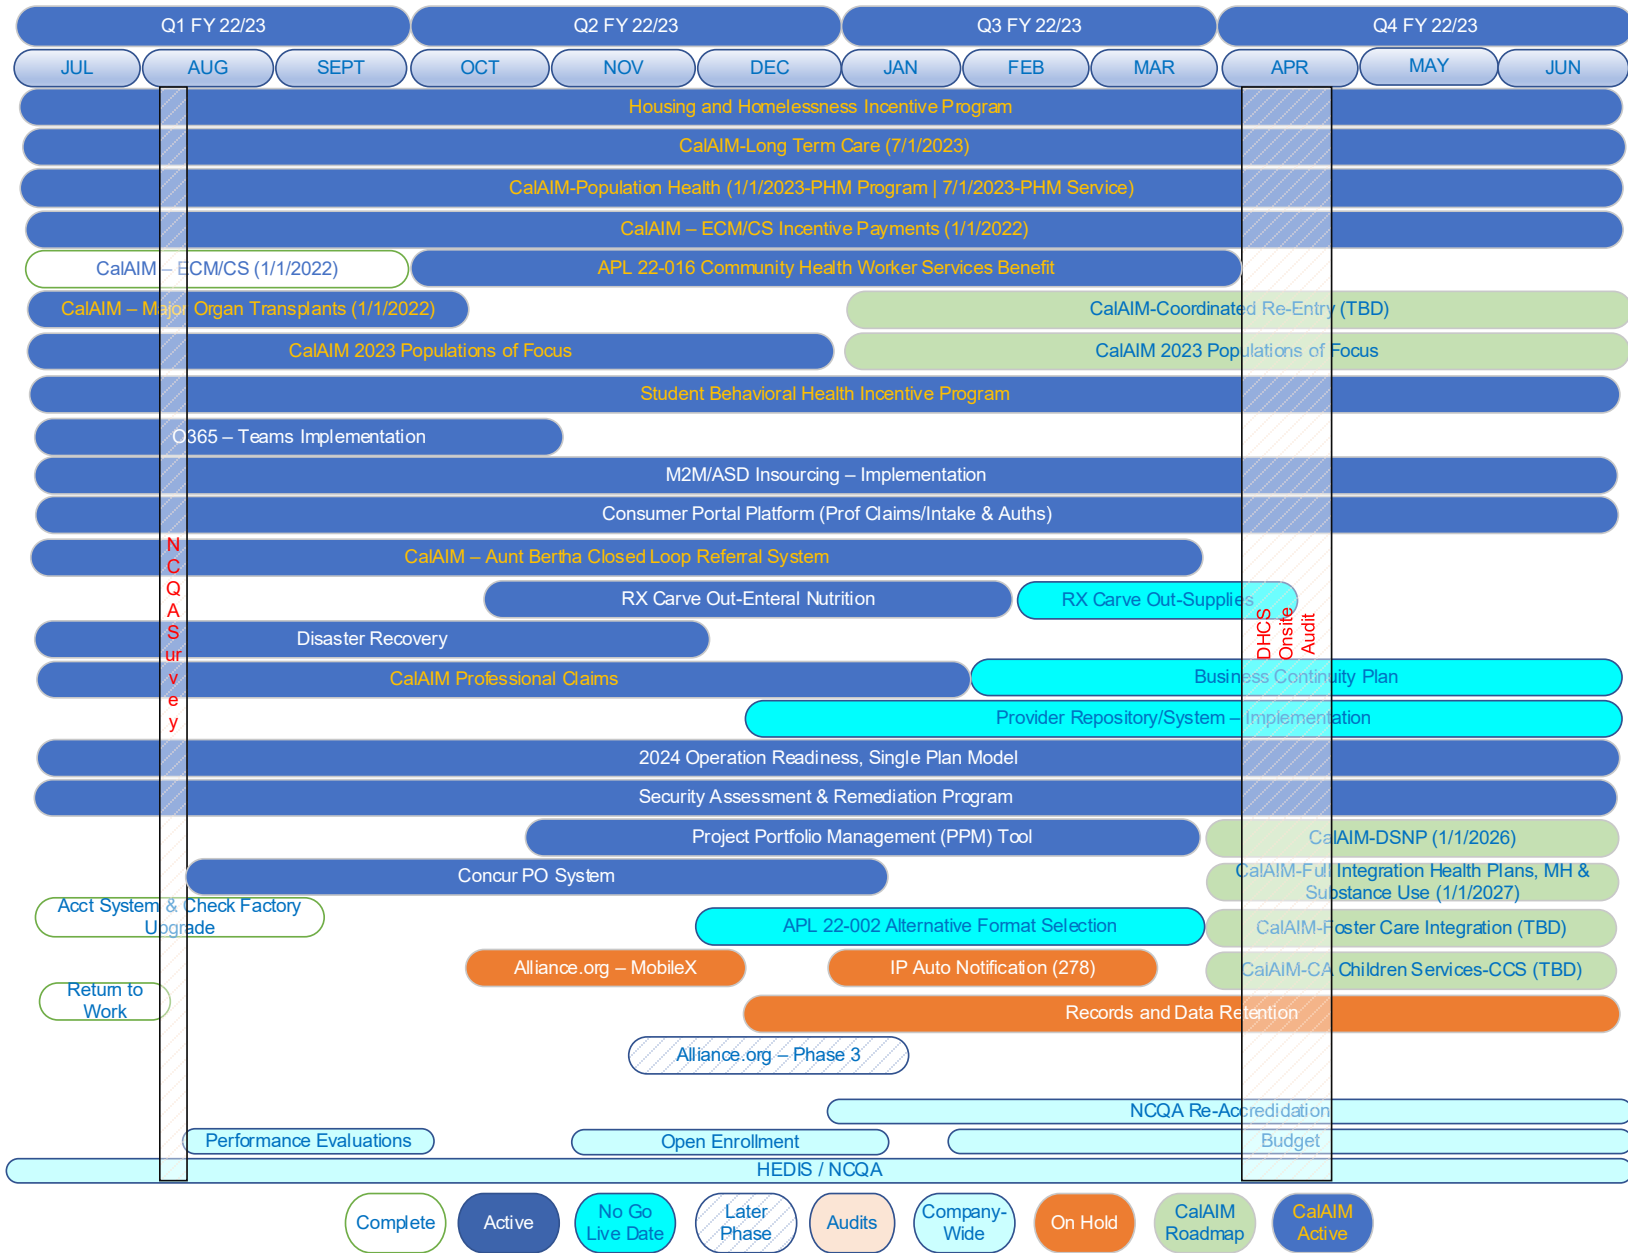 Q1 FY 22/23
Q2 FY 22/23
Q3 FY 22/23
Q4 FY 22/23
JUL
AUG
SEPT
OCT
NOV
DEC
JAN
FEB
MAR
APR
MAY
JUN
Housing and Homelessness Incentive Program
CalAIM-Long Term Care (7/1/2023)
CalAIM-Population Health (1/1/2023-PHM Program | 7/1/2023-PHM Service)
CalAIM – ECM/CS Incentive Payments (1/1/2022)
CalAIM – ECM/CS (1/1/2022)
APL 22-016 Community Health Worker Services Benefit
CalAIM – Major Organ Transplants (1/1/2022)
CalAIM-Coordinated Re-Entry (TBD)
CalAIM 2023 Populations of Focus
CalAIM 2023 Populations of Focus
Student Behavioral Health Incentive Program
O365 – Teams Implementation
M2M/ASD Insourcing – Implementation
Consumer Portal Platform (Prof Claims/Intake & Auths)
CalAIM – Aunt Bertha Closed Loop Referral System
RX Carve Out-Enteral Nutrition
RX Carve Out-Supplies
Disaster Recovery
CalAIM Professional Claims
Business Continuity Plan
Provider Repository/System – Implementation
2024 Operation Readiness, Single Plan Model
Security Assessment & Remediation Program
Project Portfolio Management (PPM) Tool
CalAIM-DSNP (1/1/2026)
Concur PO System
CalAIM-Full Integration Health Plans, MH &
Substance Use (1/1/2027)
Acct System & Check Factory
Upgrade
APL 22-002 Alternative Format Selection
CalAIM-Foster Care Integration (TBD)
Alliance.org – MobileX
IP Auto Notification (278)
CalAIM-CA Children Services-CCS (TBD)
Return to
Work
Records and Data Retention
Alliance.org – Phase 3
NCQA Re-Accredidation
Performance Evaluations
Open Enrollment
Budget
HEDIS / NCQA
N
C
Q
A
S
ur
v
e
y
DHCS
Onsite
Audit
Complete
Active
No Go
Live Date
Later
Phase
Audits
Company-
Wide
On Hold
CalAIM
Roadmap
CalAIM
Active